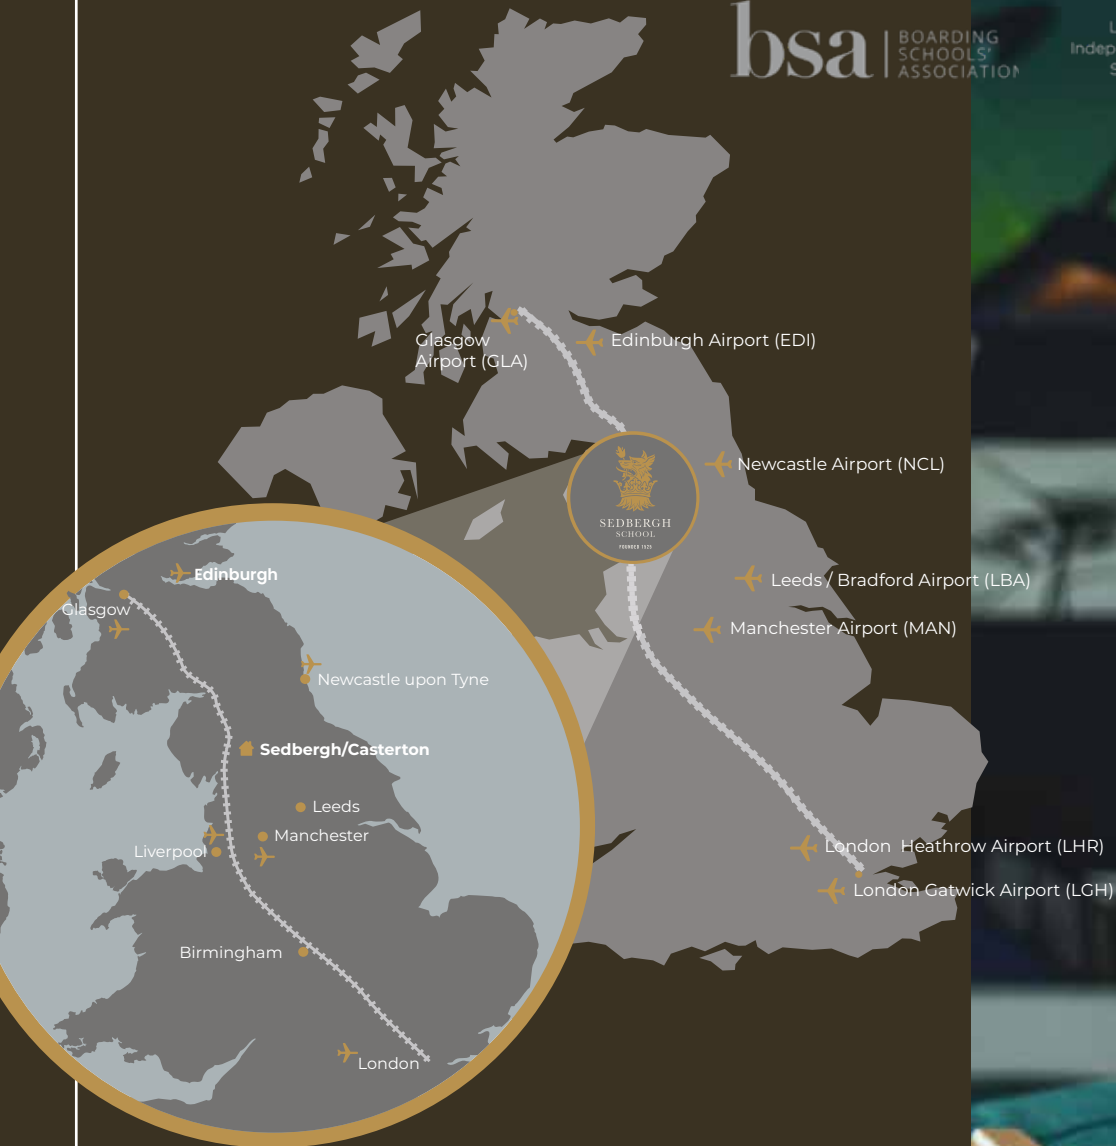 bsa
BOARDING
SCHOOLS'
ASSOCIATION
Glasgow
Airport (GLA)
Edinburgh Airport (EDI)
Newcastle Airport (NCL)
SEDBERGH
SCHOOL
FOUNDED 1525
Leeds / Bradford Airport (LBA)
Manchester Airport (MAN)
London Heathrow Airport (LHR)
London Gatwick Airport (LGH)
Edinburgh
Glasgow
Newcastle upon Tyne
Sedbergh/Casterton
Leeds
Manchester
Liverpool
Birmingham
London